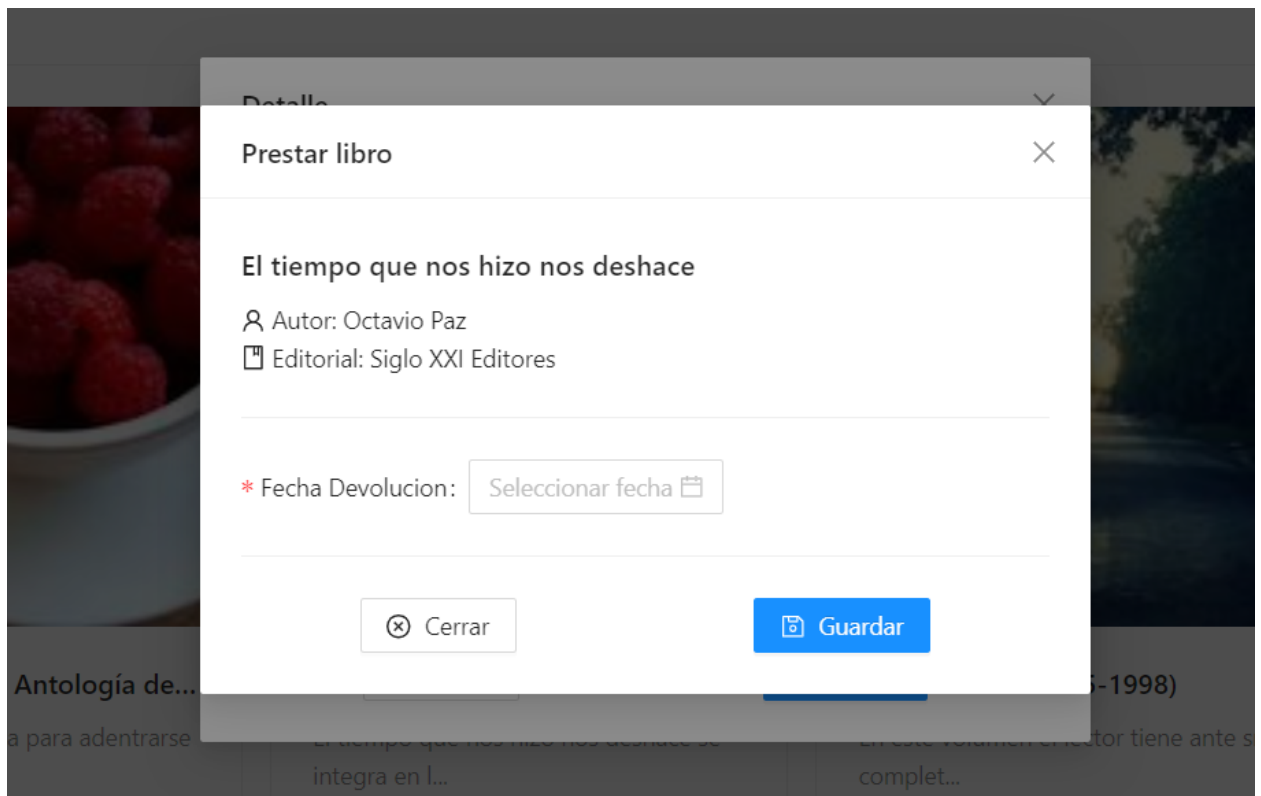 Detalle
Prestar libro
El tiempo que nos hizo nos deshace
Autor: Octavio Paz
Editorial: Siglo XXI Editores
* Fecha Devolucion: Seleccionar fecha
Cerrar
Guardar
Antología de...
-1998)
a para adentrarse
El tiempo que nos hizo nos deshace se
integra en l...
En este volumen el lector tiene ante
complet...